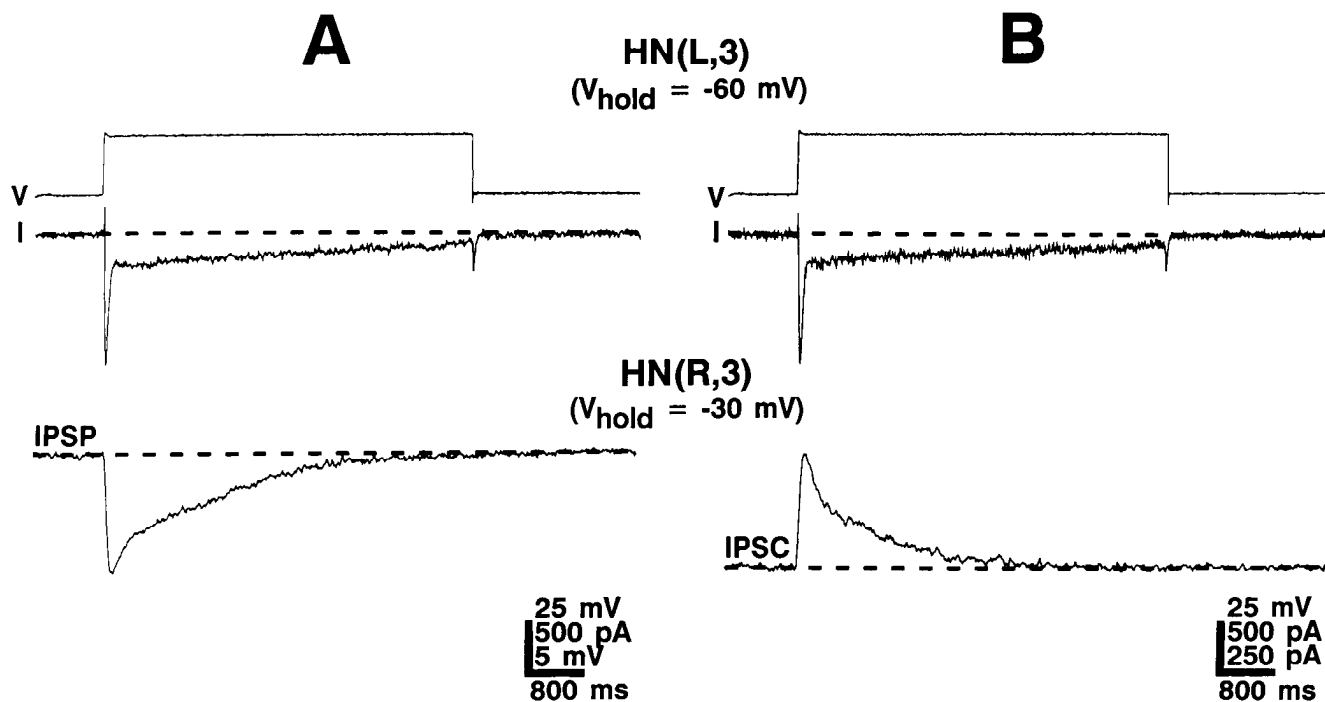 A
B
HN(L,3)
(Vhold = -60 mV)
V
I
V
I
HN(R,3)
(Vhold = -30 mV)
IPSP
IPSC
25 mV
500 pA
5 mV
800 ms
25 mV
500 pA
250 pA
800 ms